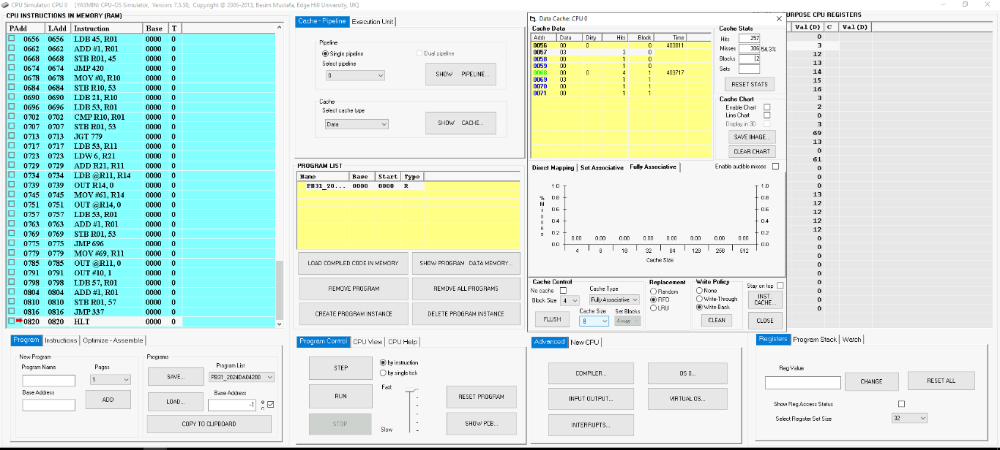 CPU Simulator: CPU 0 [YASMIN: CPU-OS Simulator, Version: 7.5.50, Copyright @ 2006-2013, Besim Mustafa, Edge Hill University, UK]
CPU INSTRUCTIONS IN MEMORY (RAM)
PAdd LAdd Instruction Base T
0656 0656 LDB 45, R01 0000 0
0662 0662 ADD #1, R01 0000 0
0668 0668 STB R01, 45 0000 0
0674 0674 JMP 420 0000 0
0678 0678 MOV #0, R10 0000 0
0684 0684 STB R10, 53 0000 0
0690 0690 LDB 21, R10 0000 0
0696 0696 LDB 53, R01 0000 0
0702 0702 CMP R10, R01 0000 0
0707 0707 STB R01, 53 0000 0
0713 0713 JGT 779 0000 0
0717 0717 LDB 53, R11 0000 0
0723 0723 LDW 6, R21 0000 0
0729 0729 ADD R21, R11 0000 0
0734 0734 LDB @R11, R14 0000 0
0739 0739 OUT R14, 0 0000 0
0745 0745 MOV #61, R14 0000 0
0751 0751 OUT @R14, 0 0000 0
0757 0757 LDB 53, R01 0000 0
0763 0763 ADD #1, R01 0000 0
0769 0769 STB R01, 53 0000 0
0775 0775 JMP 696 0000 0
0779 0779 MOV #69, R11 0000 0
0785 0785 OUT @R11, 0 0000 0
0791 0791 OUT #10, 1 0000 0
0798 0798 LDB 57, R01 0000 0
0804 0804 ADD #1, R01 0000 0
0810 0810 STB R01, 57 0000 0
0816 0816 JMP 337 0000 0
0820 0820 HLT 0000 0
Program Instructions Optimize - Assemble
New Program
Program Name Pages
1
Base Address
ADD
Programs
SAVE...
Program List
PB31_2024DA04200
LOAD...
Base Address
-1
COPY TO CLIPBOARD
Cache - Pipeline Execution Unit
Pipeline
Single pipeline Dual pipeline
Select pipeline
0
SHOW PIPELINE...
Cache
Select cache type
Data
SHOW CACHE...
PROGRAM LIST
Name Base Start Type
PB31_20... 0000 0000 R
LOAD COMPILED CODE IN MEMORY SHOW PROGRAM DATA MEMORY...
REMOVE PROGRAM REMOVE ALL PROGRAMS
CREATE PROGRAM INSTANCE DELETE PROGRAM INSTANCE
Program Control CPU View CPU Help
STEP
RUN
STOP
by instruction
by single tick
Fast
Slow
RESET PROGRAM
SHOW PCB...
Data Cache: CPU 0
Cache Data
Addr Data Dirty Hits Block Time
0056 00 0 0 403811
0057 03 3 0
0058 00 1 0
0059 00 1 0
0068 00 0 4 1 403717
0069 03 1 1
0070 00 1 1
0071 00 1 1
Cache Stats
Hits 257
Misses 306 54.3%
Blocks 2
Sets
RESET STATS
Cache Chart
Enable Chart
Line Chart
Display in 3D
SAVE IMAGE...
CLEAR CHART
Direct Mapping Set Associative Fully Associative
Enable audible misses
% Misses
1.0 1.0
0.8 0.8
0.6 0.6
0.4 0.4
0.2 0.2
0.0 0.0
0.00 0.00 0.00 0.00 0.00 0.00 0.00 0.00
4 8 16 32 64 128 256 512
Cache Size
Cache Control
No cache
Block Size 4
FLUSH
Cache Type
Fully Associative
Cache Size Set Blocks
8 4-way
Replacement
Random
FIFO
LRU
Write Policy
None
Write-Through
Write-Back
CLEAN
Stay on top
INST. CACHE...
CLOSE
Advanced New CPU
COMPILER... OS 0...
INPUT OUTPUT... VIRTUAL OS...
INTERRUPTS...
URPOSE CPU REGISTERS
Val (D) C Val (D)
0
3
12
13
14
15
16
3
2
0
3
69
13
0
61
0
0
0
13
12
12
12
12
0
0
0
0
0
0
0
0
0
Registers Program Stack Watch
Reg Value
CHANGE
RESET ALL
Show Reg Access Status
Select Register Set Size 32